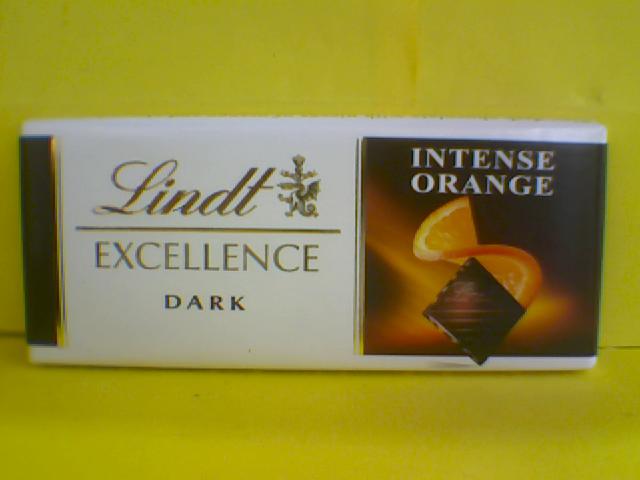 Lindt
EXCELLENCE
DARK
INTENSE
ORANGE